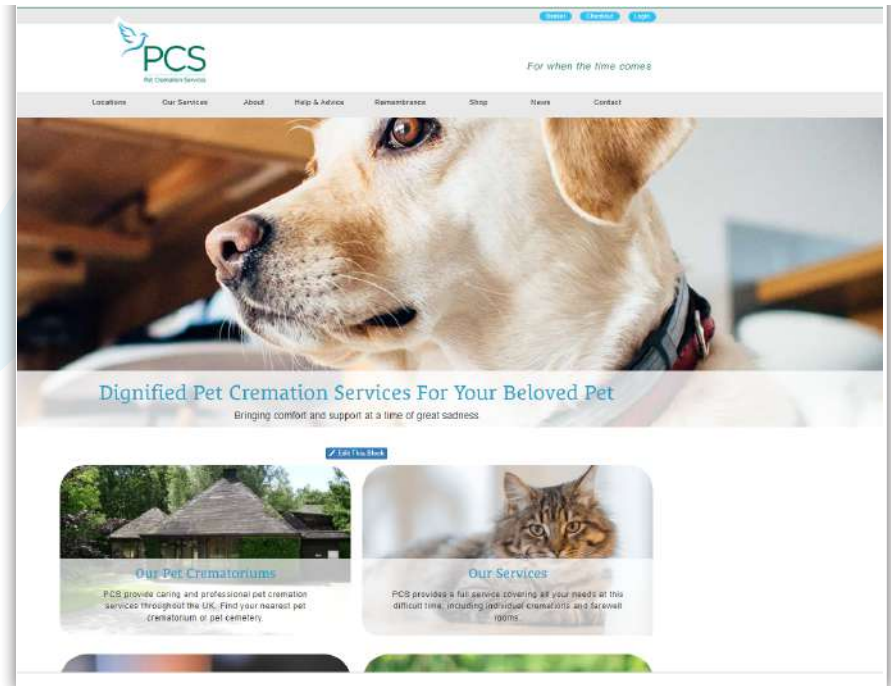 Basket Checkout Login
PCS
Pet Cremation Services
For when the time comes
Locations Our Services About Help & Advice Remembrance Shop News Contact
Dignified Pet Cremation Services For Your Beloved Pet
Bringing comfort and support at a time of great sadness
Edit This Block
Our Pet Crematoriums
PCS provide caring and professional pet cremation
services throughout the UK. Find your nearest pet
crematorium or pet cemetery.
Our Services
PCS provides a full service covering all your needs at this
difficult time, including individual cremations and farewell
rooms